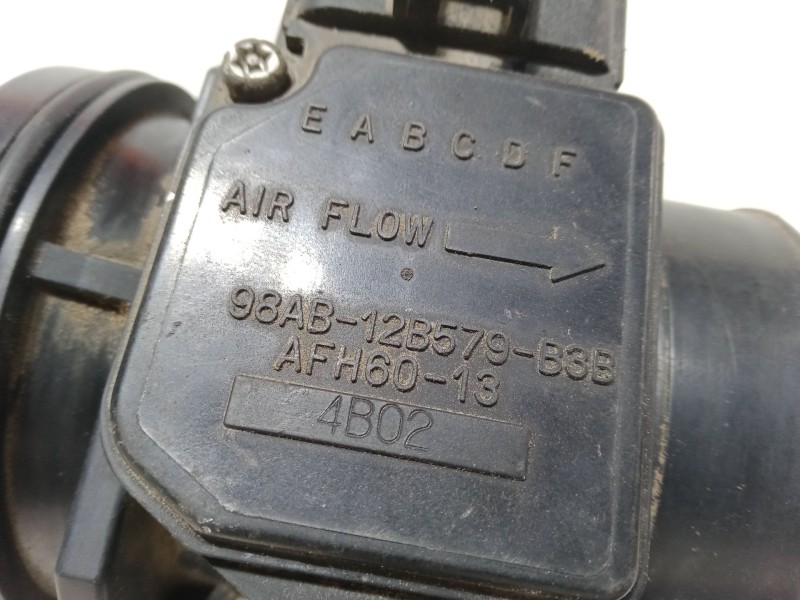 E A B C D F
AIR FLOW
98AB-12B579-B3B
AFH60-13
4B02